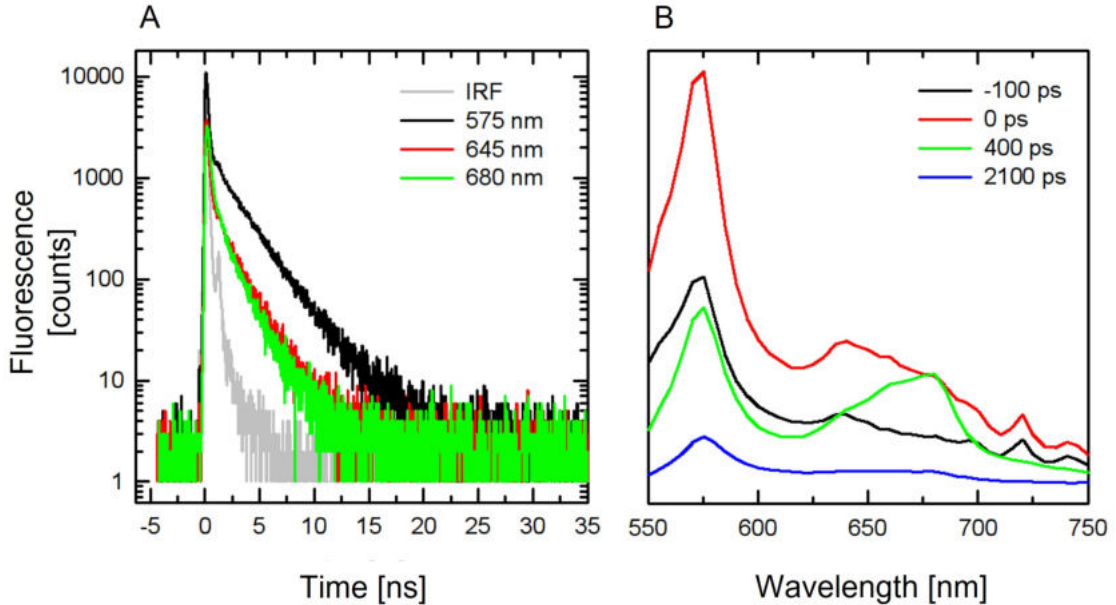 A
B
10000
1000
100
10
1
Fluorescence
[counts]
IRF
575 nm
645 nm
680 nm
-5 0 5 10 15 20 25 30 35
Time [ns]
-100 ps
0 ps
400 ps
2100 ps
550 600 650 700 750
Wavelength [nm]